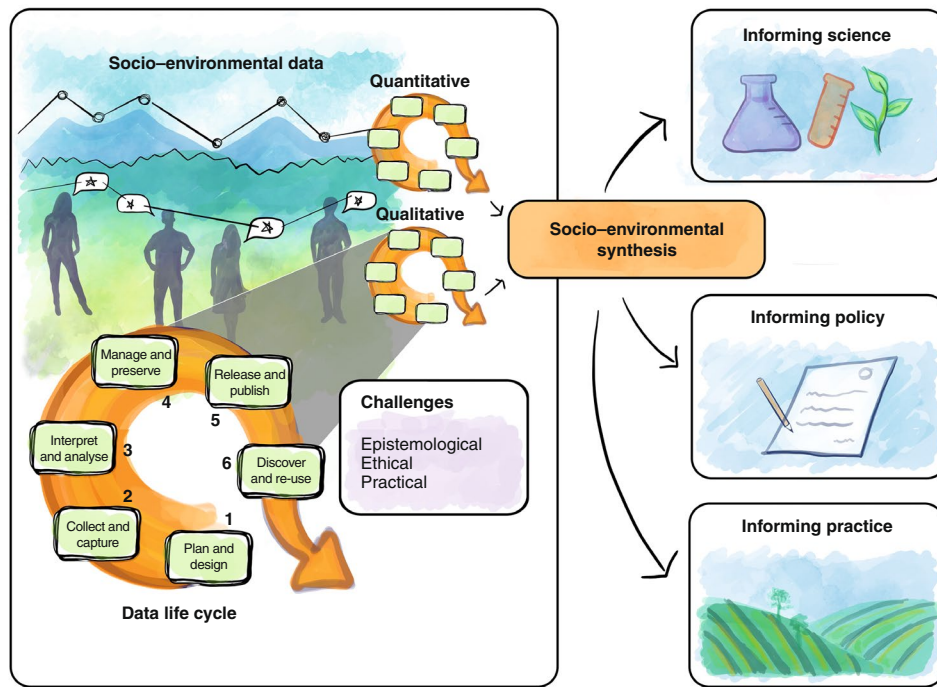 Socio–environmental data
Quantitative
Qualitative
Manage and
preserve
4
Release and
publish
5
Interpret
and analyse
3
6
Discover
and re-use
2
Collect and
capture
1
Plan and
design
Data life cycle
Challenges
Epistemological
Ethical
Practical
Socio–environmental
synthesis
Informing science
Informing policy
Informing practice